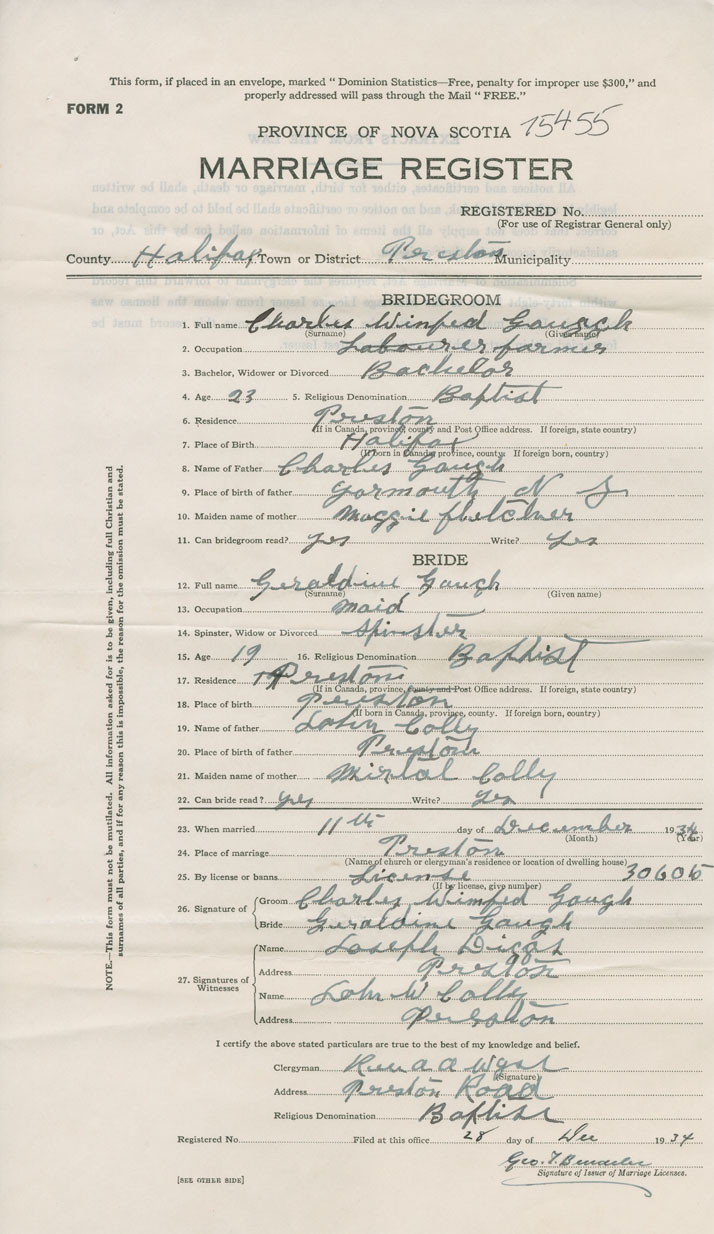 This form, if placed in an envelope, marked " Dominion Statistics—Free, penalty for improper use $300," and
properly addressed will pass through the Mail " FREE."
FORM 2
PROVINCE OF NOVA SCOTIA 15455
MARRIAGE REGISTER
REGISTERED No.
(For use of Registrar General only)
County Halifax Town or District Preston Municipality
BRIDEGROOM
1. Full name Charles Winfred Gough
(Surname) (Given name)
2. Occupation Labourer farmer
3. Bachelor, Widower or Divorced Bachelor
4. Age 23 5. Religious Denomination Baptist
6. Residence Preston
(If in Canada, province, county and Post Office address. If foreign, state country)
7. Place of Birth Halifax
(If born in Canada, province, county. If foreign born, country)
8. Name of Father Charles Gough
9. Place of birth of father Yarmouth N S
10. Maiden name of mother Maggie fletcher
11. Can bridegroom read? yes Write? yes
BRIDE
12. Full name Geraldine Gough
(Surname) (Given name)
13. Occupation maid
14. Spinster, Widow or Divorced Spinster
15. Age 19 16. Religious Denomination Baptist
17. Residence Preston
(If in Canada, province, county and Post Office address. If foreign, state country)
18. Place of birth Preston
(If born in Canada, province, county. If foreign born, country)
19. Name of father John Colly
20. Place of birth of father Preston
21. Maiden name of mother Colly
22. Can bride read? yes Write? yes
23. When married 11th day of December 1934
(Month) (Year)
24. Place of marriage Preston
(Name of church or clergyman's residence or location of dwelling house)
25. By license or banns License 30606
(If by license, give number)
26. Signature of Groom Charles Winfred Gough
Bride Geraldine Gough
27. Signatures of Witnesses Name Joseph Diggs
Address Preston
Name John W Colly
Address Preston
I certify the above stated particulars are true to the best of my knowledge and belief.
Clergyman
(Signature)
Address Preston Road
Religious Denomination Baptist
Registered No. Filed at this office 28 day of Dec 1934
Geo. T.
Signature of Issuer of Marriage Licenses.
[SEE OTHER SIDE]
NOTE.—This form must not be mutilated. All information asked for is to be given, including full Christian and
surnames of all parties, and if for any reason this is impossible, the reason for the omission must be stated.